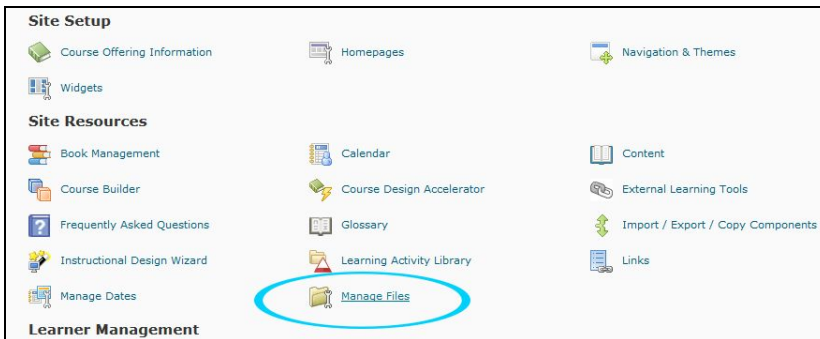 Site Setup
Course Offering Information
Homepages
Navigation & Themes
Widgets
Site Resources
Book Management
Calendar
Content
Course Builder
Course Design Accelerator
External Learning Tools
Frequently Asked Questions
Glossary
Import / Export / Copy Components
Instructional Design Wizard
Learning Activity Library
Links
Manage Dates
Manage Files
Learner Management